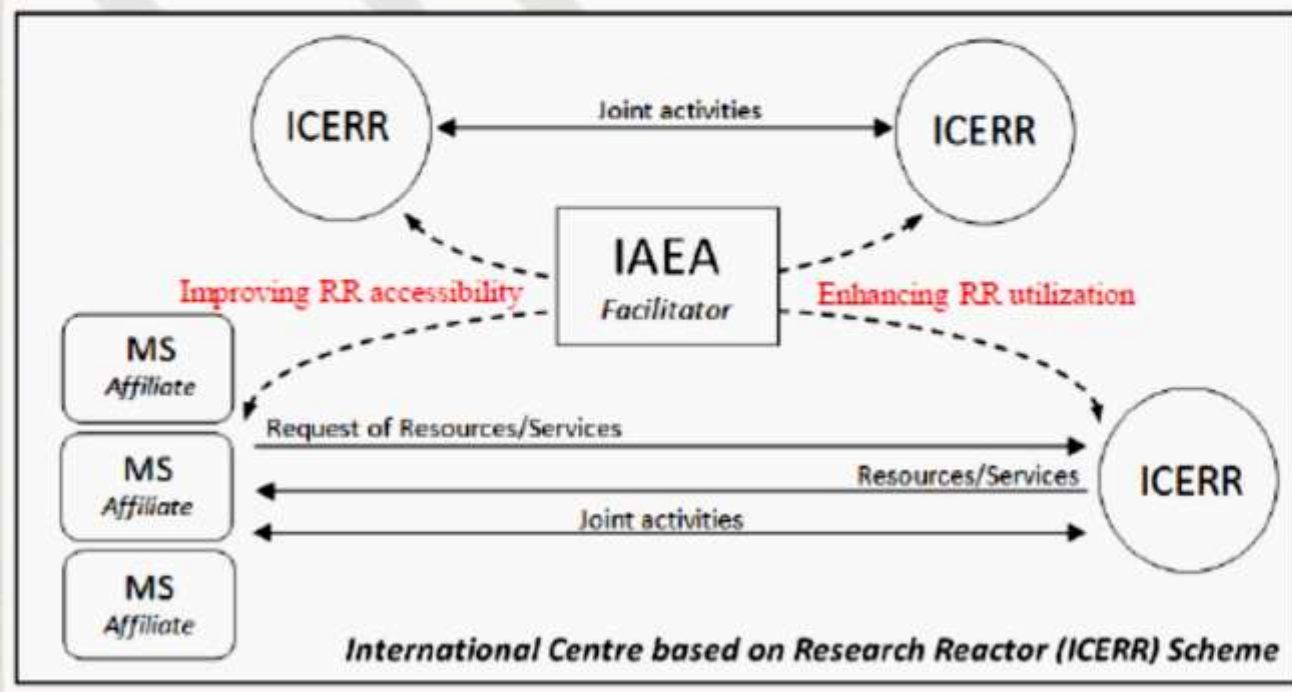 Joint activities
ICERR
ICERR
IAEA
Facilitator
Improving RR accessibility
Enhancing RR utilization
MS
Affiliate
Request of Resources/Services
MS
Affiliate
Resources/Services
ICERR
Joint activities
MS
Affiliate
International Centre based on Research Reactor (ICERR) Scheme